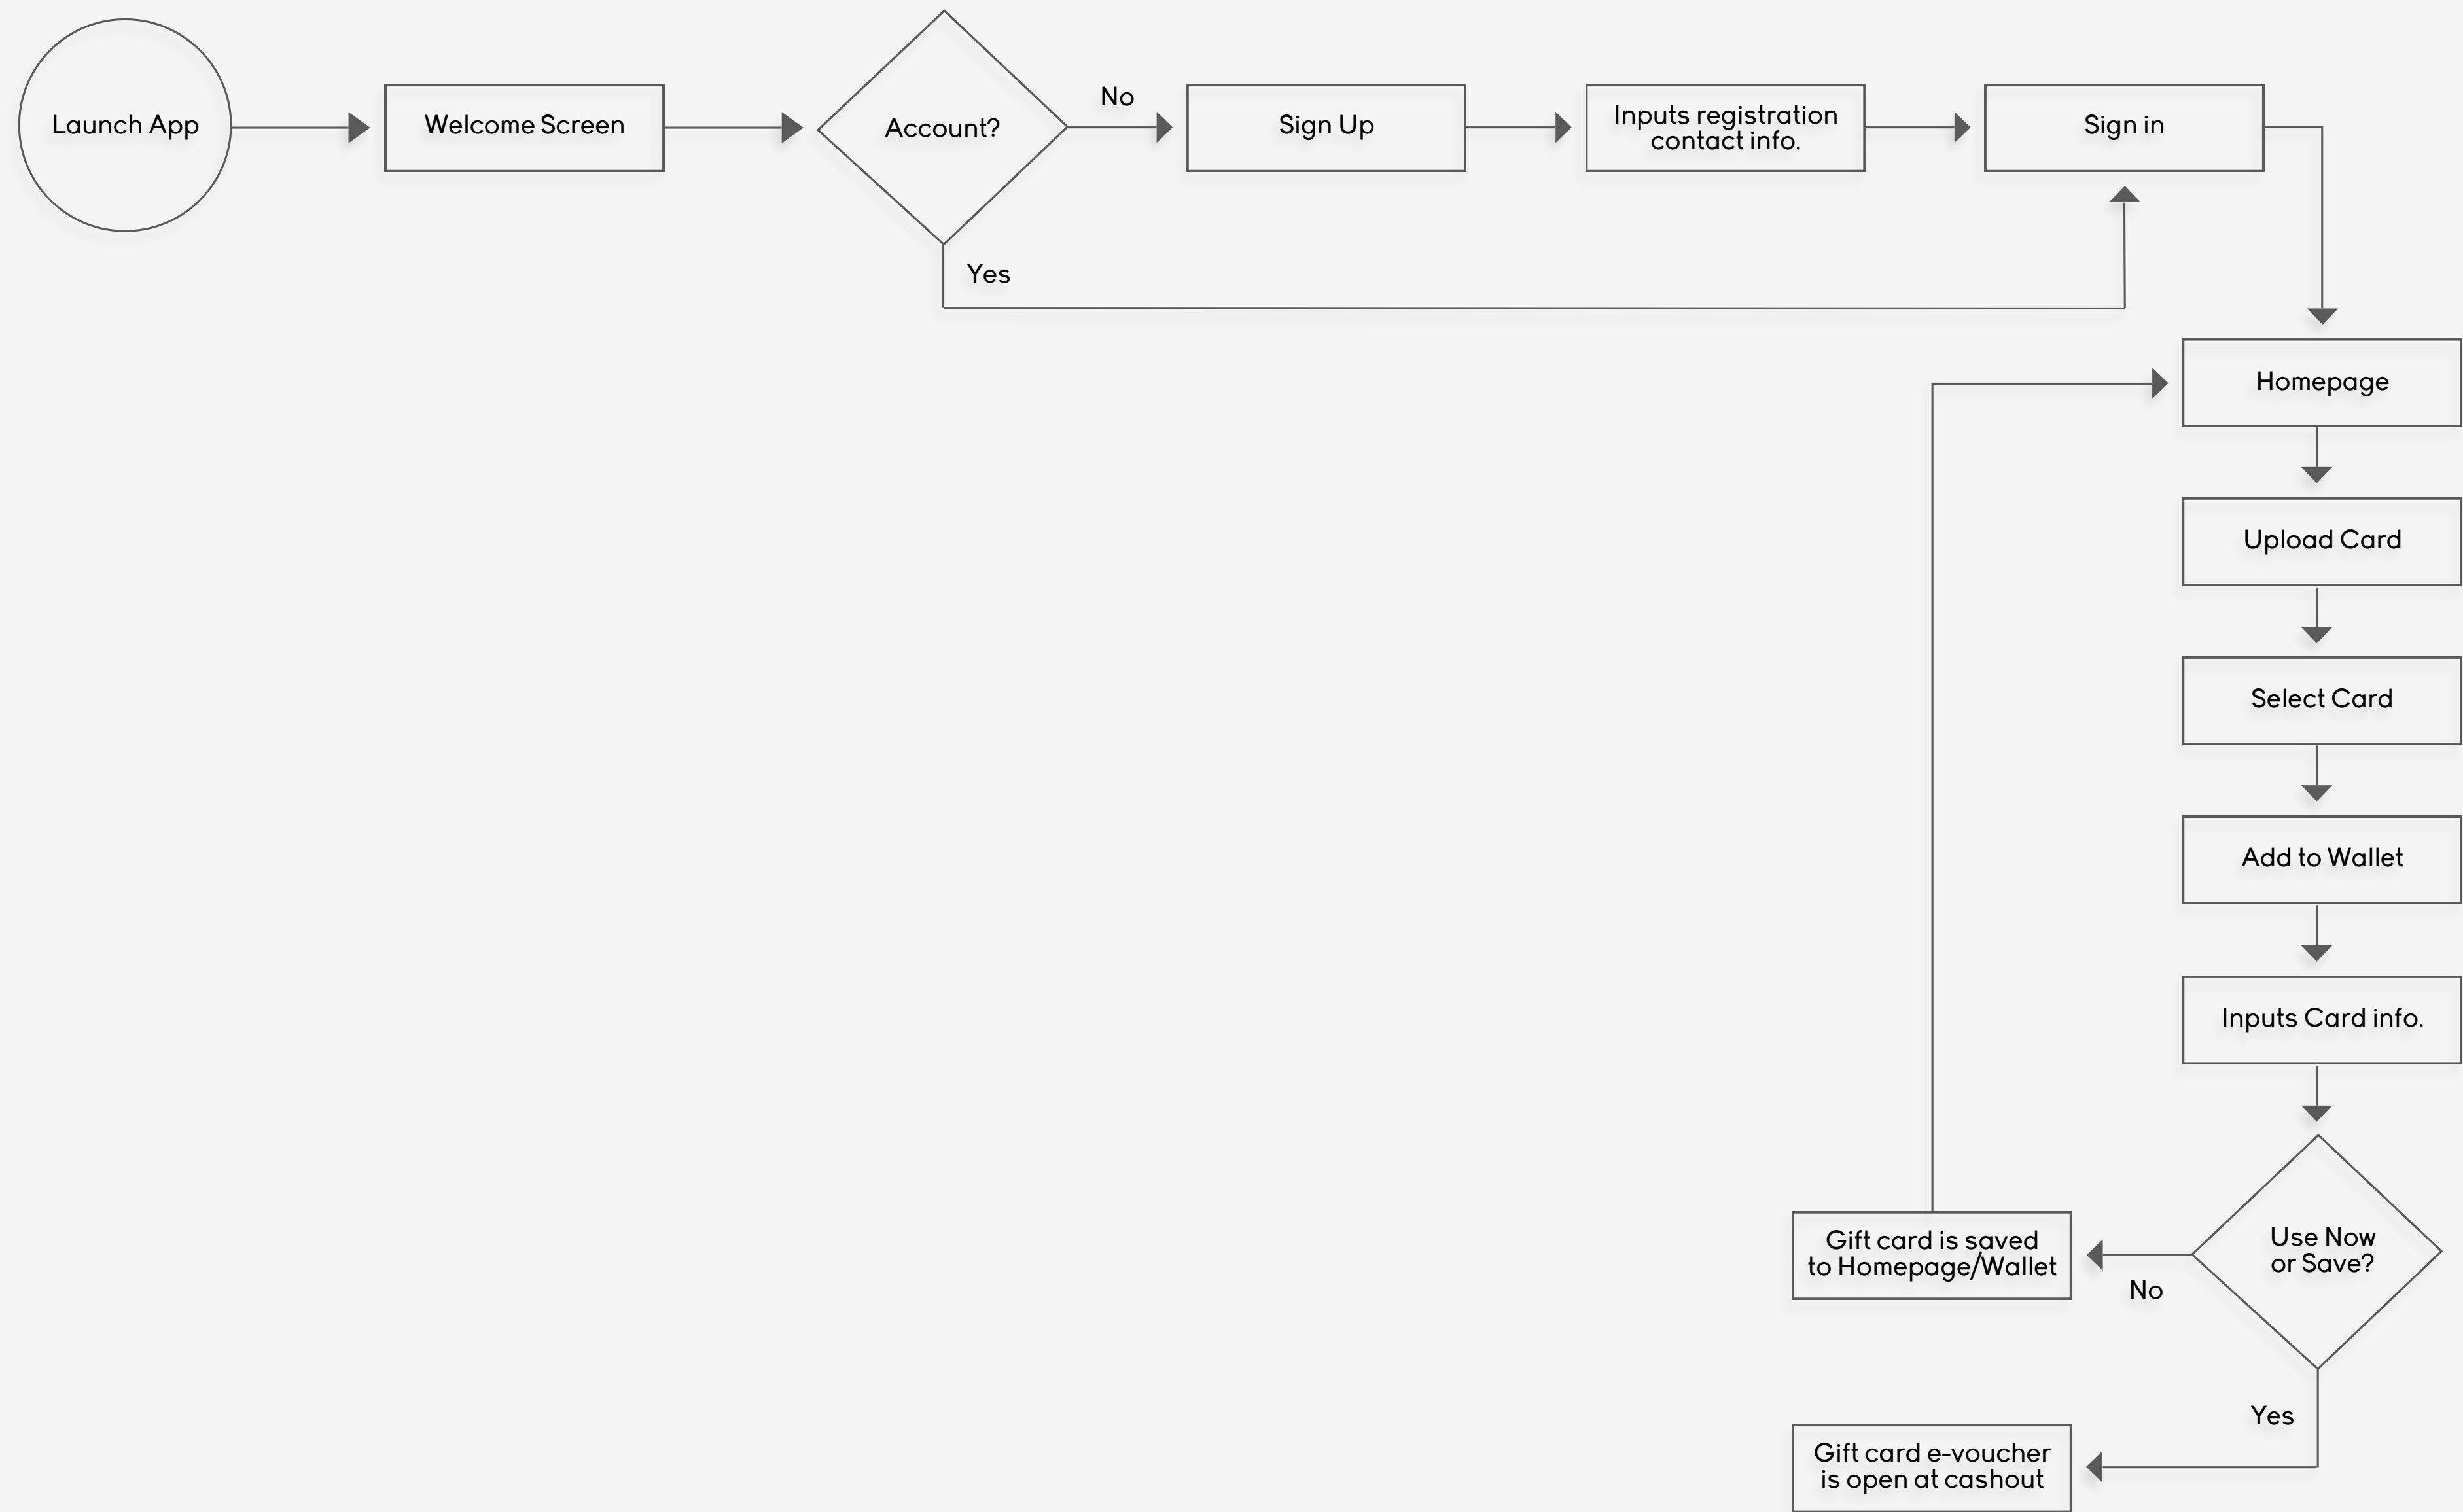 Launch App
Welcome Screen
Account?
No
Sign Up
Inputs registration
contact info.
Sign in
Yes
Homepage
Upload Card
Select Card
Add to Wallet
Inputs Card info.
Use Now
or Save?
No
Gift card is saved
to Homepage/Wallet
Yes
Gift card e-voucher
is open at cashout